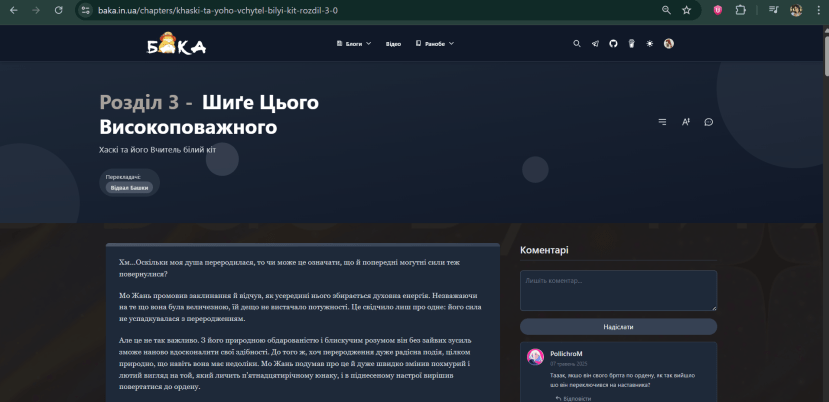 baka.in.ua/chapters/khaski-ta-yoho-vchytel-bilyi-kit-rozdil-3-0
БАКА
Блоги
Відео
Ранобе
Розділ 3 - Шиґе Цього
Високоповажного
Хаскі та його Вчитель білий кіт
Перекладачі:
Відвал Башки
Хм...Оскільки моя душа переродилася, то чи може це означати, що й попередні могутні сили теж
повернулися?
Мо Жань промовив заклинання й відчув, як усередині нього збирається духовна енергія. Незважаючи
на те що вона була величезною, їй дещо не вистачало потужності. Це свідчило лиш про одне: його сила
не успадкувалася з переродженням.
Але це не так важливо. З його природною обдарованістю і блискучим розумом він без зайвих зусиль
зможе наново вдосконалити свої здібності. До того ж, хоч переродження дуже радісна подія, цілком
природно, що навіть вона має недоліки. Мо Жань подумав про це й дуже швидко змінив похмурий і
лютий вигляд на той, який личить п'ятнадцятирічному юнаку, і в піднесеному настрої вирішив
повертатися до ордену.
Коментарі
Лишіть коментар...
Надіслати
PollichroM
07 травень 2025
Тааак, якшо він свого брпта по ордену, як так вийшло
шо він переключився на наставника?
Відповісти